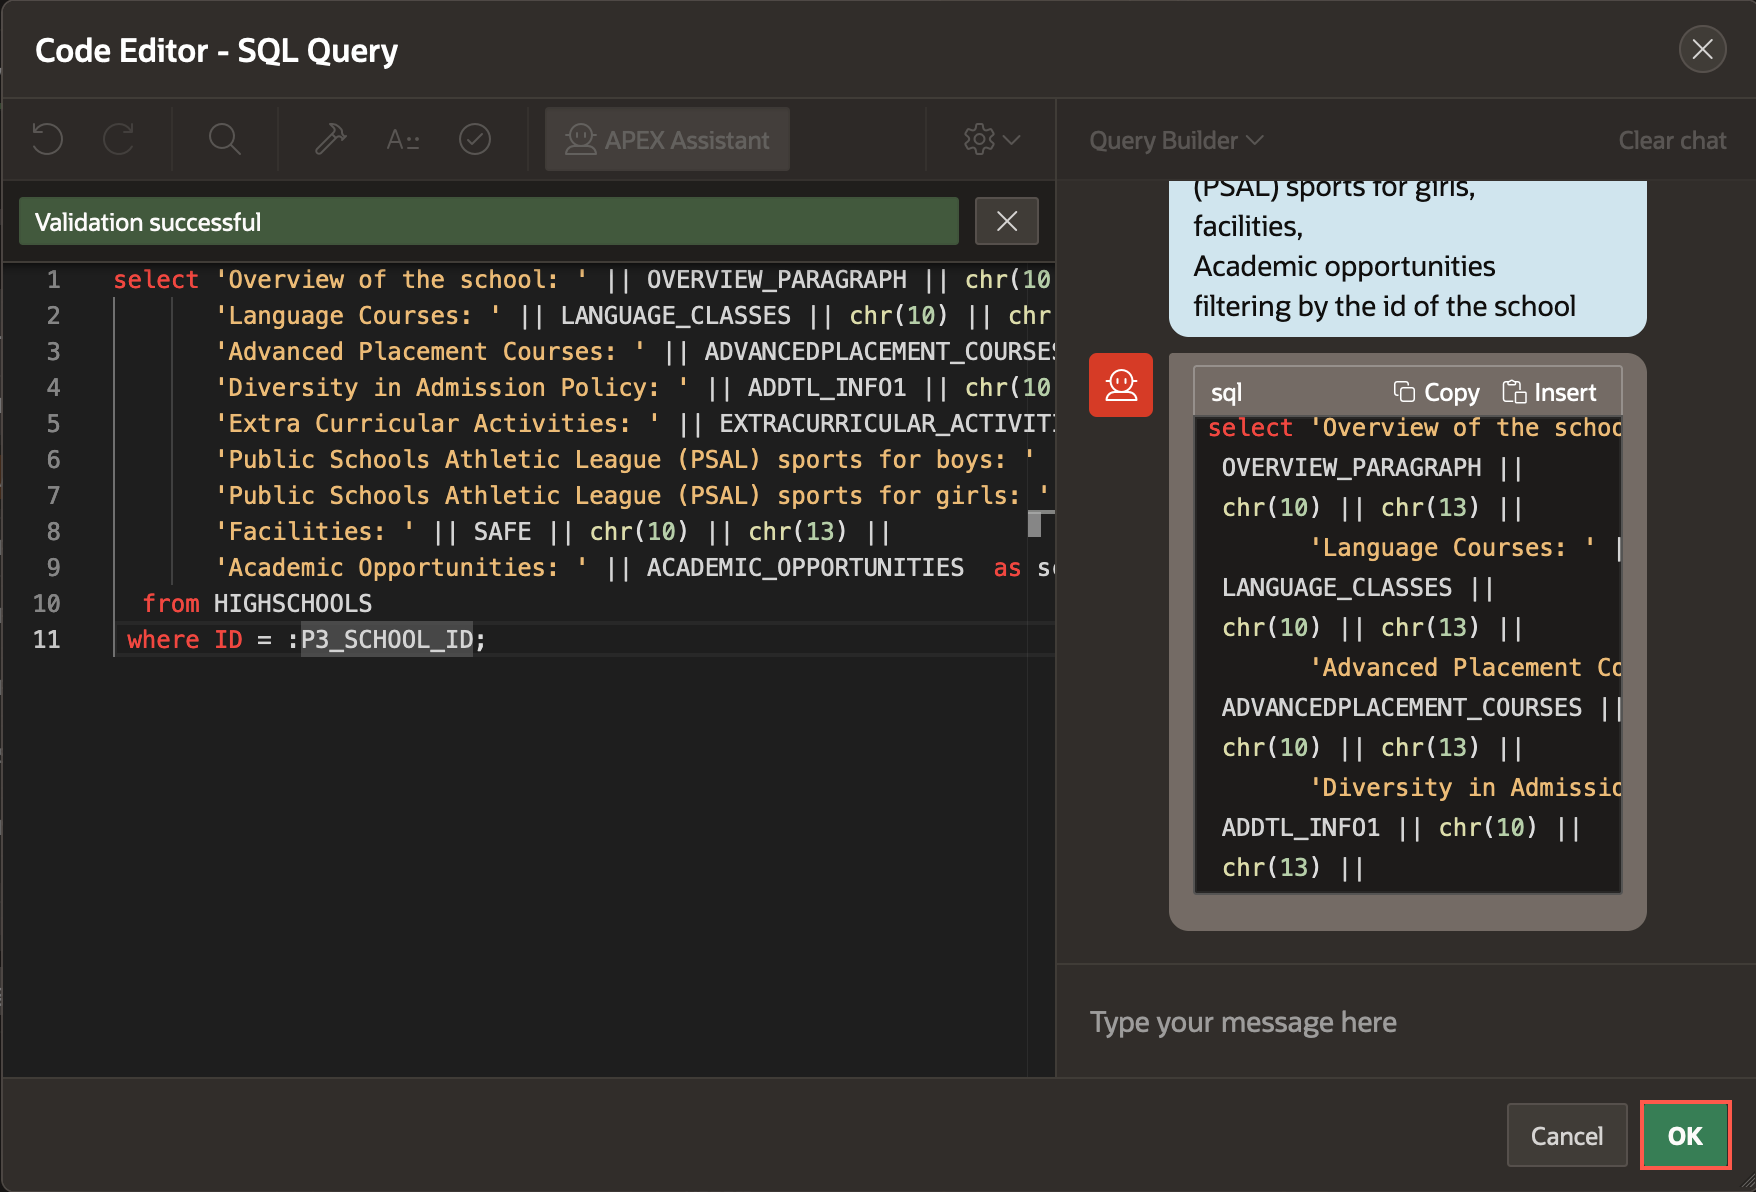 Code Editor - SQL Query
APEX Assistant
Query Builder
Clear chat
Validation successful
1 select 'Overview of the school: ' || OVERVIEW_PARAGRAPH || chr(10
2 'Language Courses: ' || LANGUAGE_CLASSES || chr(10) || chr
3 'Advanced Placement Courses: ' || ADVANCEDPLACEMENT_COURSES
4 'Diversity in Admission Policy: ' || ADDTL_INFO1 || chr(10
5 'Extra Curricular Activities: ' || EXTRACURRICULAR_ACTIVITI
6 'Public Schools Athletic League (PSAL) sports for boys: '
7 'Public Schools Athletic League (PSAL) sports for girls: '
8 'Facilities: ' || SAFE || chr(10) || chr(13) ||
9 'Academic Opportunities: ' || ACADEMIC_OPPORTUNITIES as sc
10 from HIGHSCHOOLS
11 where ID = :P3_SCHOOL_ID;
(PSAL) sports for girls,
facilities,
Academic opportunities
filtering by the id of the school
sql Copy Insert
select 'Overview of the schoo
OVERVIEW_PARAGRAPH ||
chr(10) || chr(13) ||
'Language Courses: ' |
LANGUAGE_CLASSES ||
chr(10) || chr(13) ||
'Advanced Placement Co
ADVANCEDPLACEMENT_COURSES ||
chr(10) || chr(13) ||
'Diversity in Admissio
ADDTL_INFO1 || chr(10) ||
chr(13) ||
Type your message here
Cancel
OK